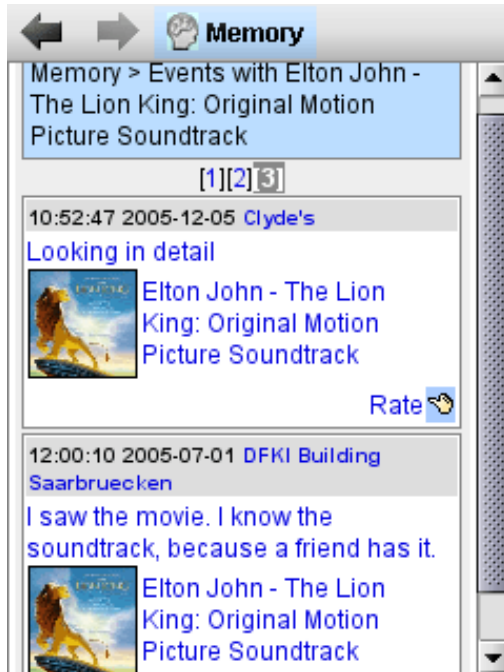 Memory
Memory > Events with Elton John -
The Lion King: Original Motion
Picture Soundtrack
[1][2][3]
10:52:47 2005-12-05 Clyde's
Looking in detail
Elton John - The Lion
King: Original Motion
Picture Soundtrack
Rate
12:00:10 2005-07-01 DFKI Building
Saarbruecken
I saw the movie. I know the
soundtrack, because a friend has it.
Elton John - The Lion
King: Original Motion
Picture Soundtrack